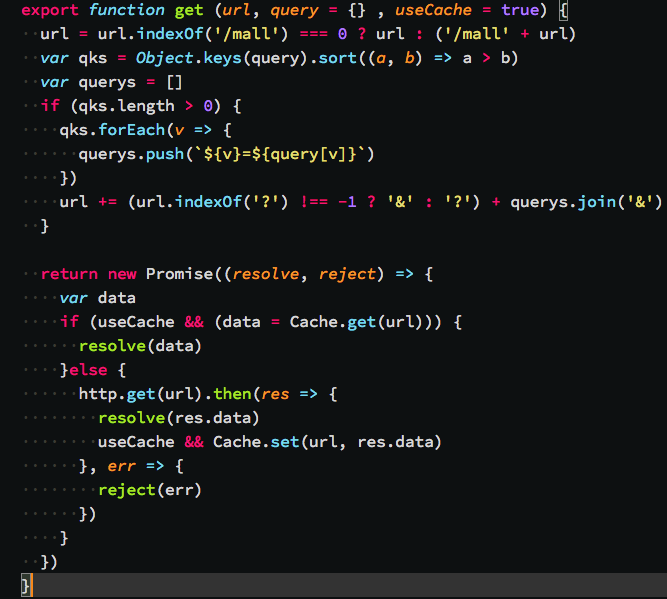 export function get (url, query = {} , useCache = true) {
  url = url.indexOf('/mall') === 0 ? url : ('/mall' + url)
  var qks = Object.keys(query).sort((a, b) => a > b)
  var querys = []
  if (qks.length > 0) {
    qks.forEach(v => {
      querys.push(`${v}=${query[v]}`)
    })
    url += (url.indexOf('?') !== -1 ? '&' : '?') + querys.join('&')
  }

  return new Promise((resolve, reject) => {
    var data
    if (useCache && (data = Cache.get(url))) {
      resolve(data)
    }else {
      http.get(url).then(res => {
        resolve(res.data)
        useCache && Cache.set(url, res.data)
      }, err => {
        reject(err)
      })
    }
  })
}